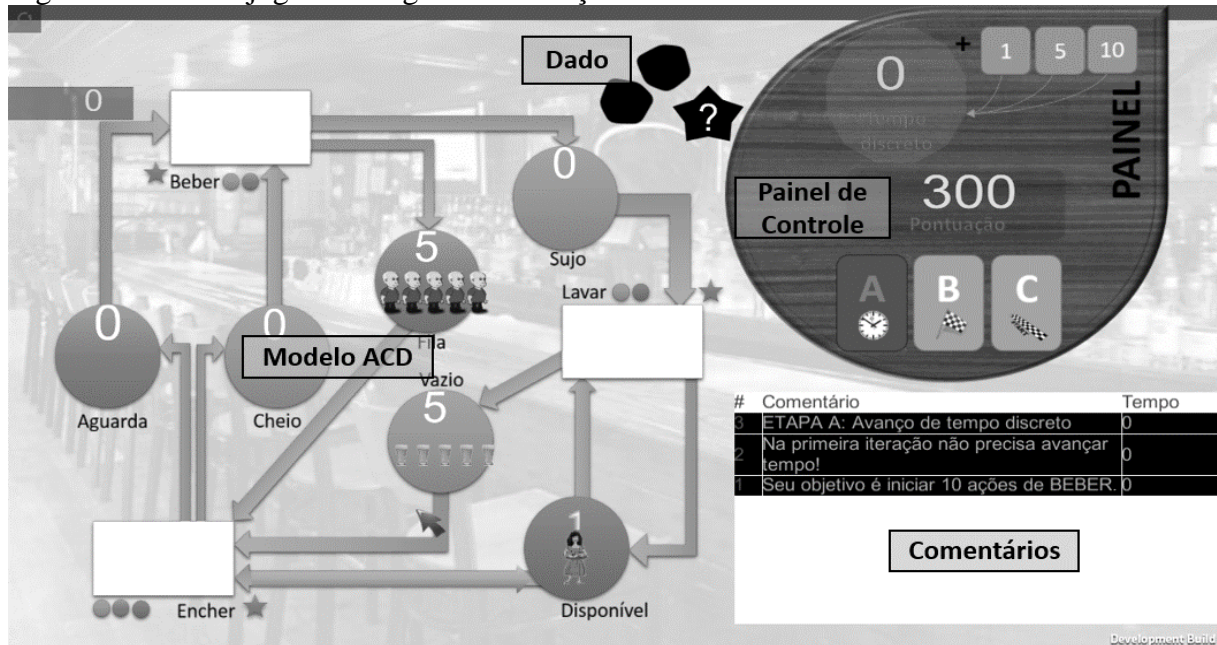 Dado
0
+ 1 5 10
Tempo
discreto
PAINEL
0
Beber
0
Sujo
?
Painel de
Controle
300
Pontuação
5
Fila
Lavar
A B C
0
Aguarda
0
Cheio
Modelo ACD
Vazio
5
# Comentário Tempo
3 ETAPA A: Avanço de tempo discreto 0
2 Na primeira iteração não precisa avançar tempo! 0
1 Seu objetivo é iniciar 10 ações de BEBER. 0
Comentários
1
Disponível
Encher
Development Build